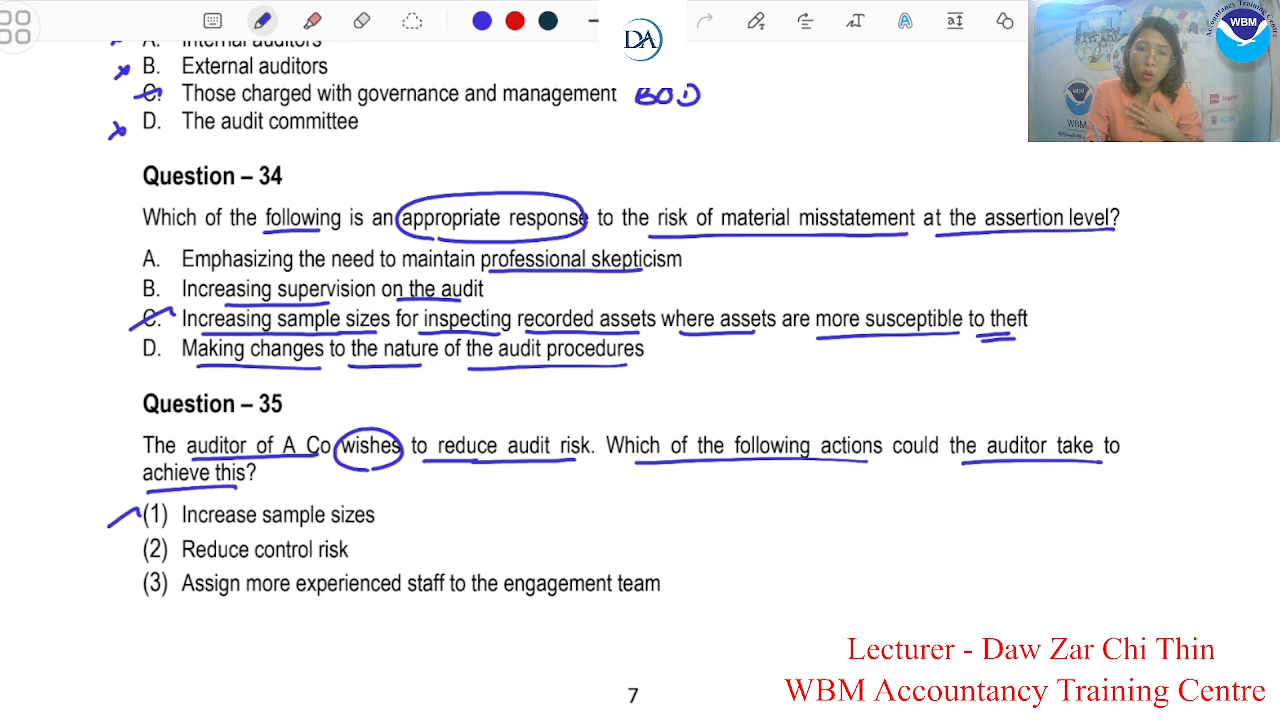 A. Internal auditors
B. External auditors
C. Those charged with governance and management BOD
D. The audit committee
Question – 34
Which of the following is an appropriate response to the risk of material misstatement at the assertion level?
A. Emphasizing the need to maintain professional skepticism
B. Increasing supervision on the audit
C. Increasing sample sizes for inspecting recorded assets where assets are more susceptible to theft
D. Making changes to the nature of the audit procedures
Question – 35
The auditor of A Co wishes to reduce audit risk. Which of the following actions could the auditor take to
achieve this?
(1) Increase sample sizes
(2) Reduce control risk
(3) Assign more experienced staff to the engagement team
7
DA
WBM
Lecturer - Daw Zar Chi Thin
WBM Accountancy Training Centre